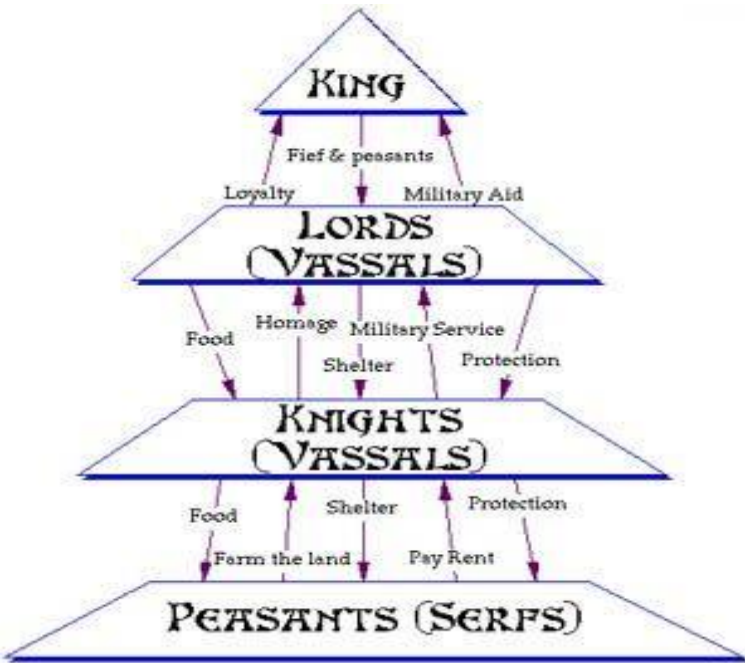 KING
Fief & peasants
Loyalty
Military Aid
LORDS
(VASSALS)
Homage
Military Service
Food
Protection
Shelter
KNIGHTS
(VASSALS)
Food
Shelter
Protection
Farm the land
Pay Rent
PEASANTS (SERFS)